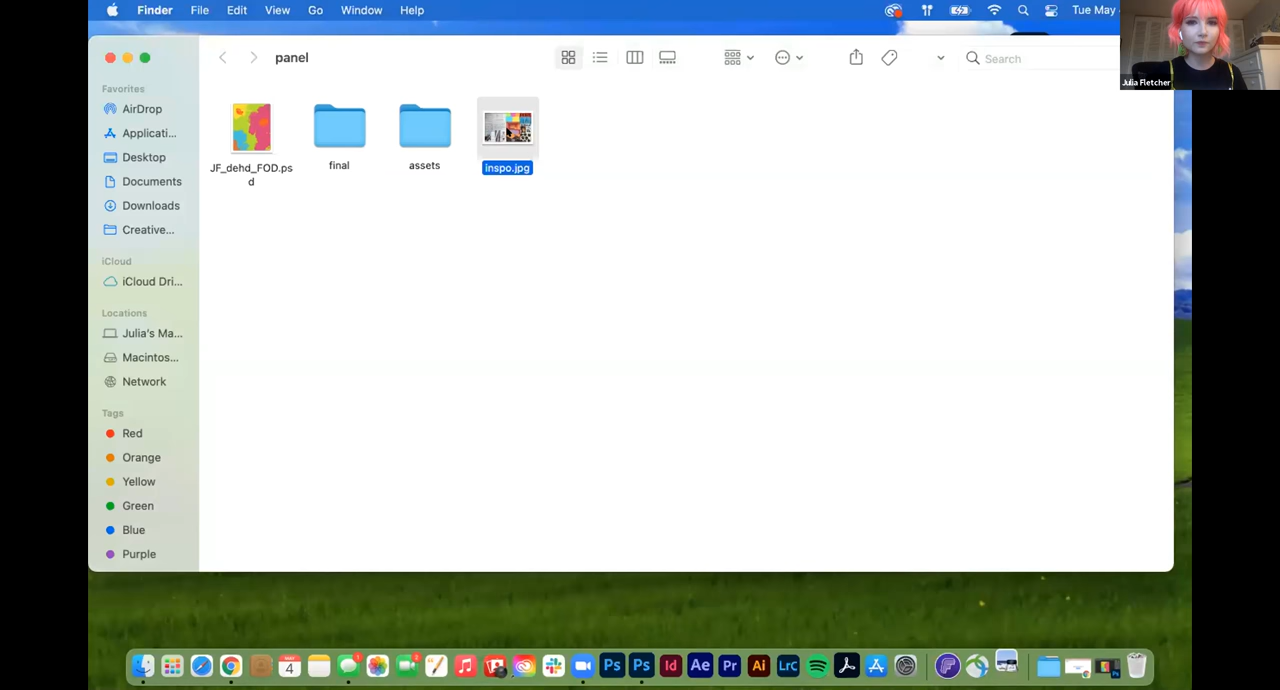 Finder File Edit View Go Window Help Tue May
panel
Search
Julia Fletcher
Favorites
AirDrop
Applicati...
Desktop
Documents
Downloads
Creative...
iCloud
iCloud Dri...
Locations
Julia's Ma...
Macintos...
Network
Tags
Red
Orange
Yellow
Green
Blue
Purple
JF_dehd_FOD.ps
d
final
assets
inspo.jpg
4
Ps Ps Id Ae Pr Ai LrC